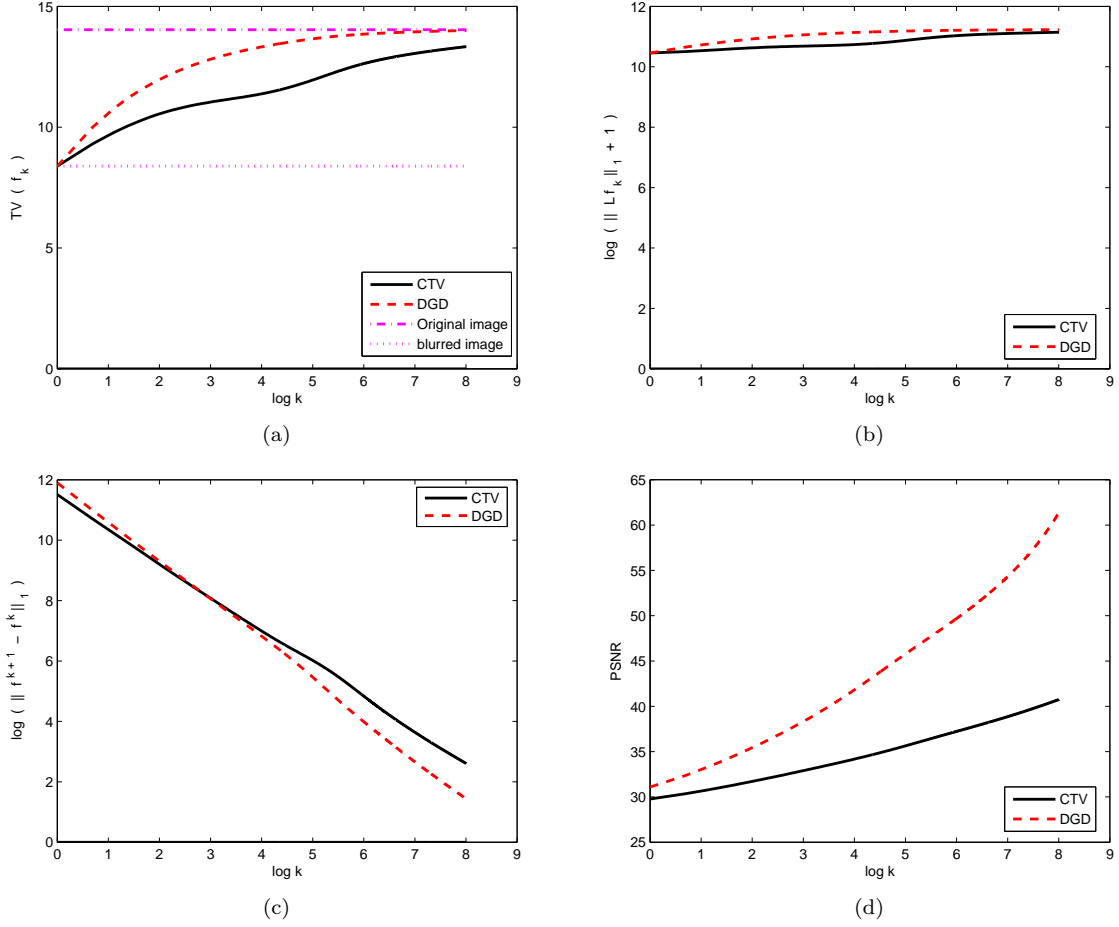 15
10
5
0
TV ( f_k )
0 1 2 3 4 5 6 7 8 9
log k
CTV
DGD
Original image
blurred image
(a)
12
10
8
6
4
2
0
log ( || Lf_k ||_1 + 1 )
0 1 2 3 4 5 6 7 8 9
log k
CTV
DGD
(b)
12
10
8
6
4
2
0
log ( || f^{k+1} − f^k ||_1 )
0 1 2 3 4 5 6 7 8 9
log k
CTV
DGD
(c)
65
60
55
50
45
40
35
30
25
PSNR
0 1 2 3 4 5 6 7 8 9
log k
CTV
DGD
(d)